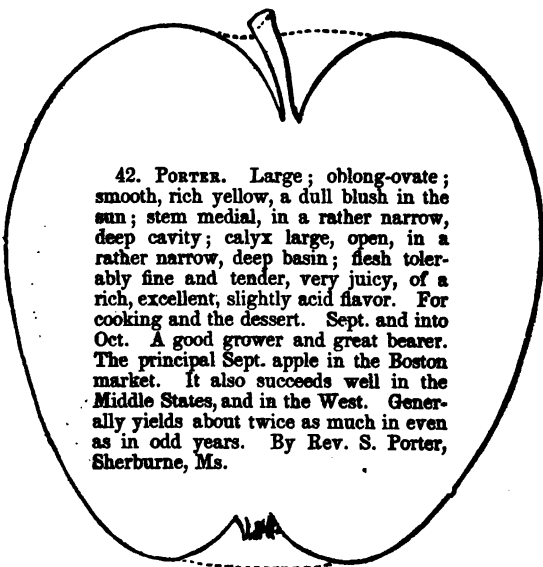 42. PORTER. Large; oblong-ovate;
smooth, rich yellow, a dull blush in the
sun; stem medial, in a rather narrow,
deep cavity; calyx large, open, in a
rather narrow, deep basin; flesh toler-
ably fine and tender, very juicy, of a
rich, excellent, slightly acid flavor. For
cooking and the dessert. Sept. and into
Oct. A good grower and great bearer.
The principal Sept. apple in the Boston
market. It also succeeds well in the
Middle States, and in the West. Gener-
ally yields about twice as much in even
as in odd years. By Rev. S. Porter,
Sherburne, Ms.